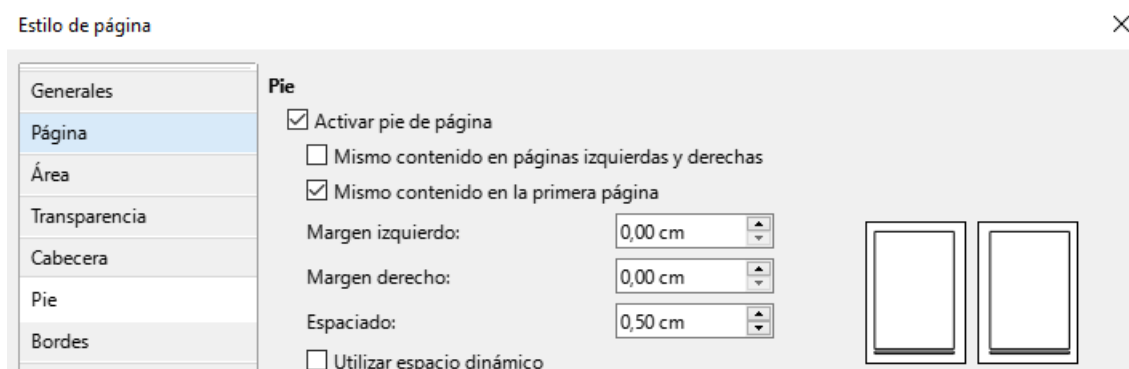 Estilo de página
Generales
Página
Área
Transparencia
Cabecera
Pie
Bordes
Pie
Activar pie de página
Mismo contenido en páginas izquierdas y derechas
Mismo contenido en la primera página
Margen izquierdo: 0,00 cm
Margen derecho: 0,00 cm
Espaciado: 0,50 cm
Utilizar espacio dinámico